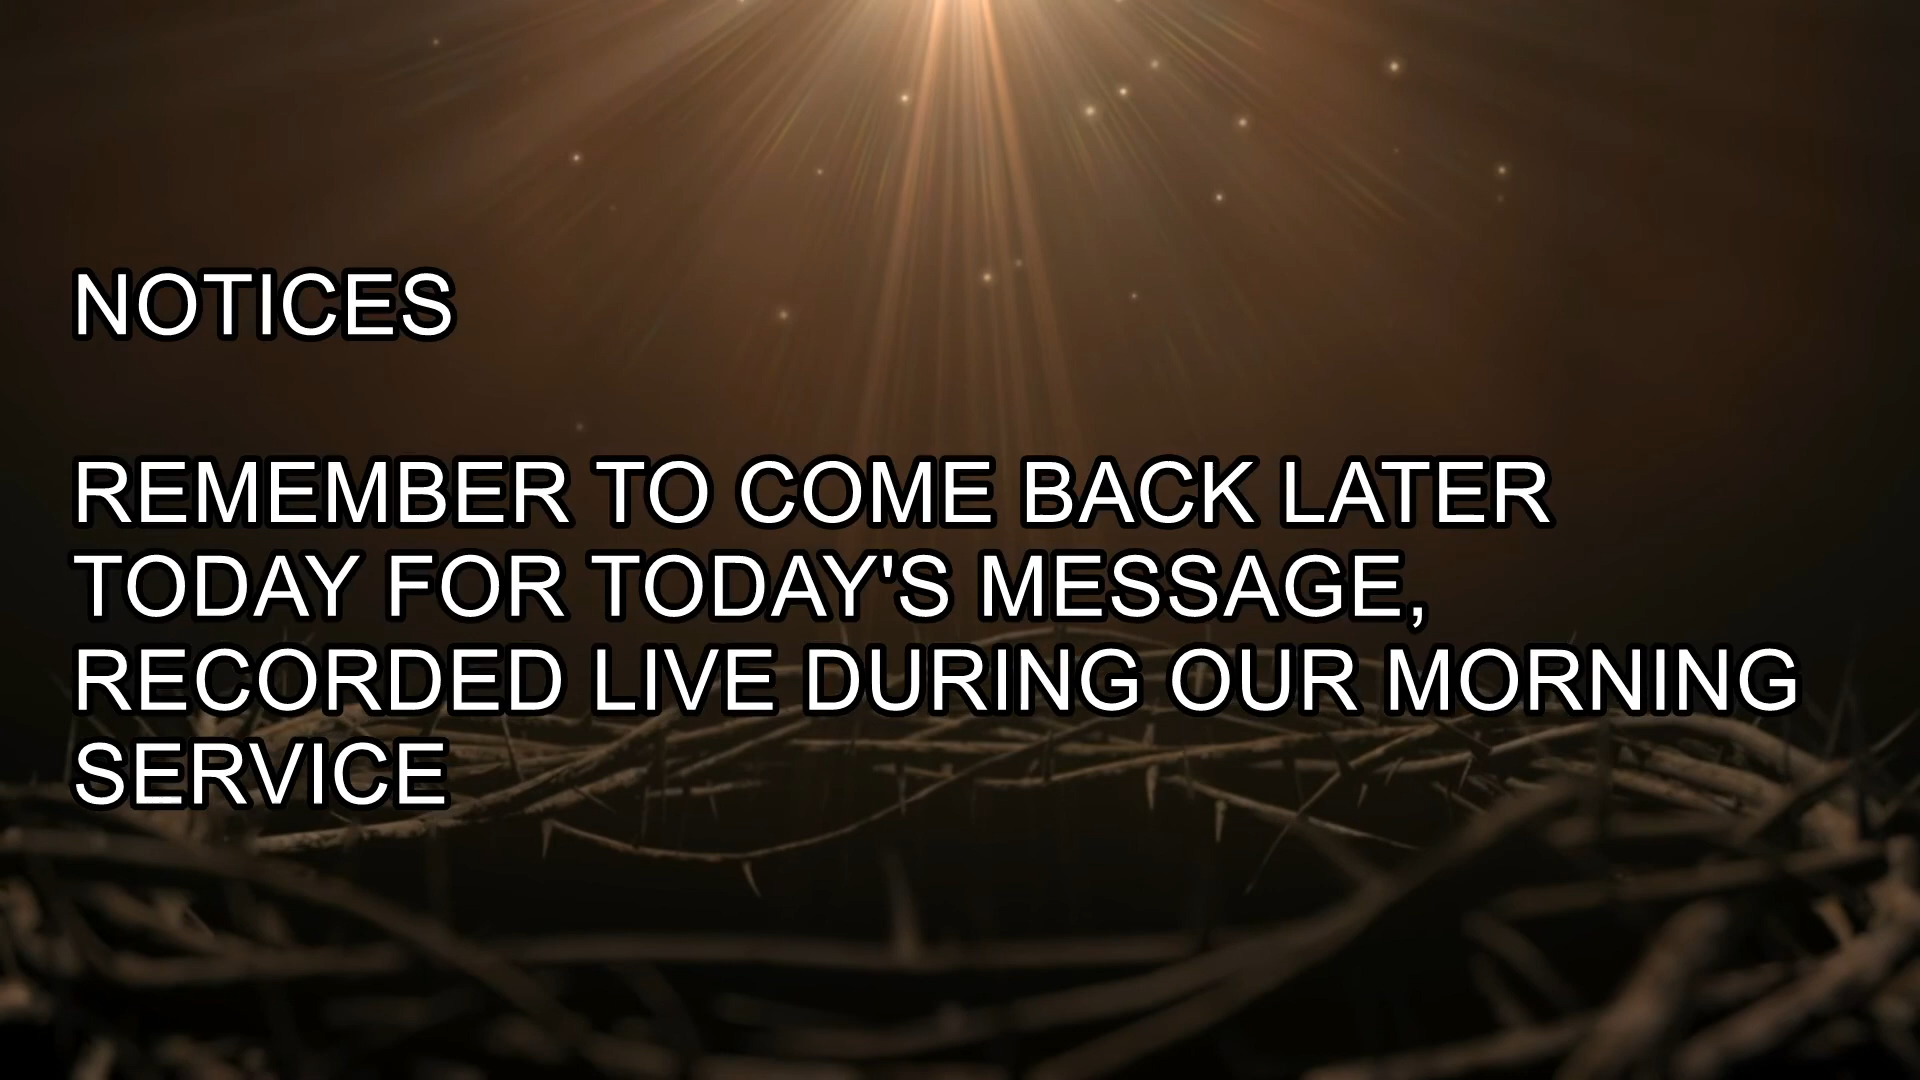 NOTICES
REMEMBER TO COME BACK LATER
TODAY FOR TODAY'S MESSAGE,
RECORDED LIVE DURING OUR MORNING
SERVICE